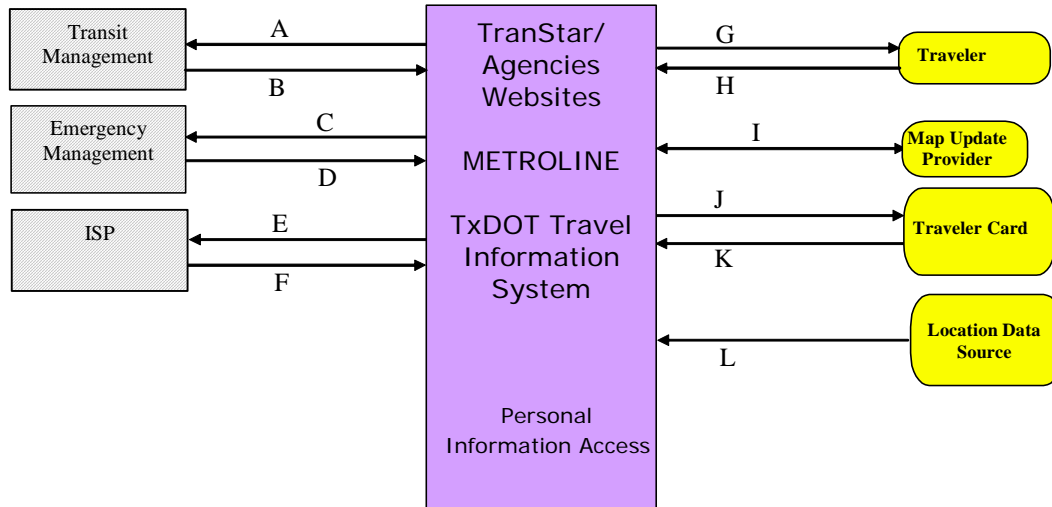 Transit
Management
A
B
Emergency
Management
C
D
ISP
E
F
TranStar/
Agencies
Websites
METROLINE
TxDOT Travel
Information
System
Personal
Information Access
G
H
Traveler
I
Map Update
Provider
J
K
Traveler Card
L
Location Data
Source